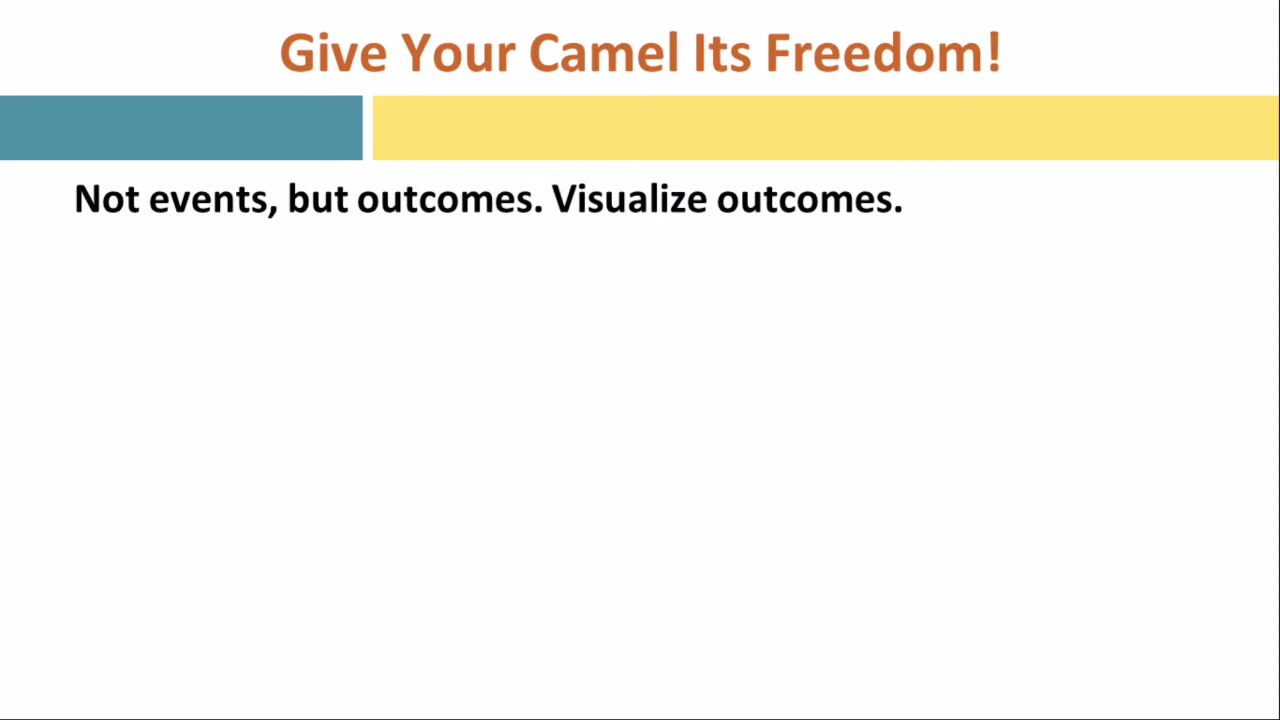 Give Your Camel Its Freedom!
Not events, but outcomes. Visualize outcomes.